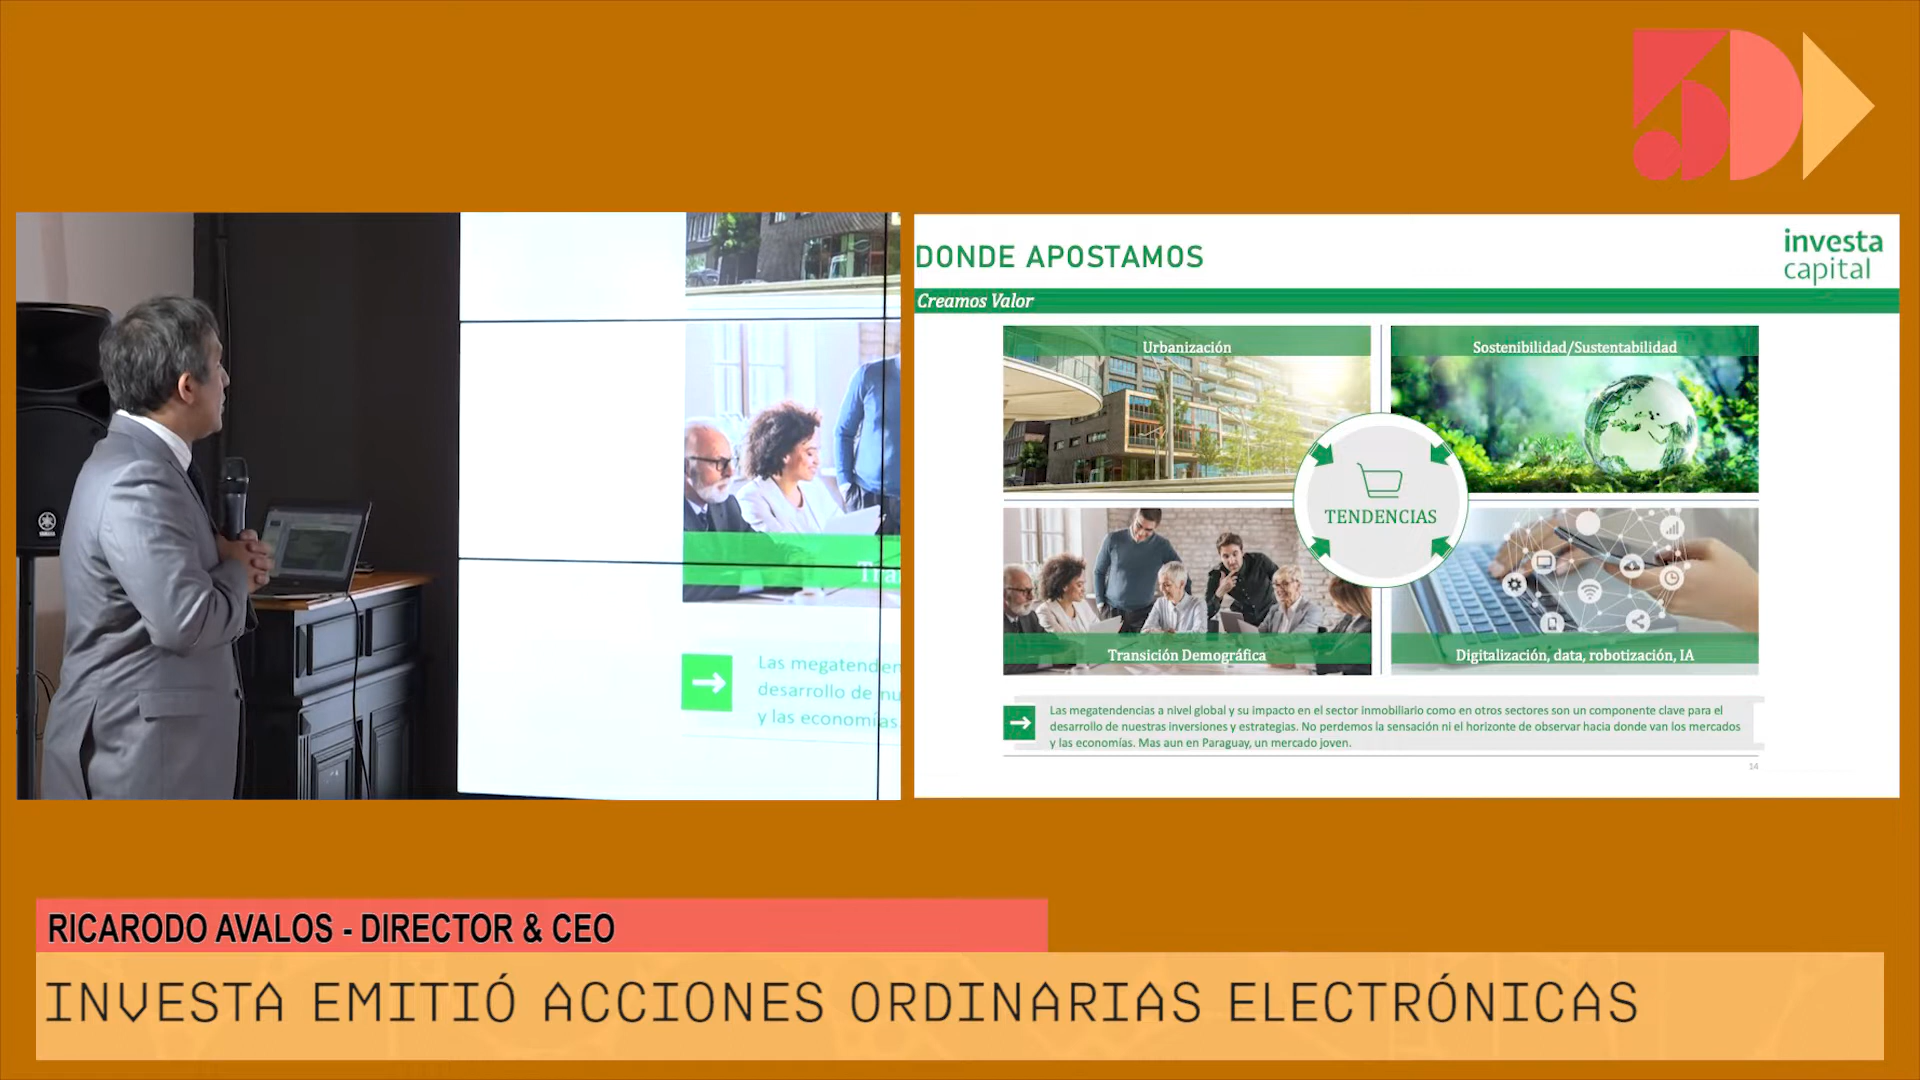 5D
YAMAHA
Tra
Las megatenden
desarrollo de nu
y las economías
DONDE APOSTAMOS
investa
capital
Creamos Valor
Urbanización
Sostenibilidad/Sustentabilidad
TENDENCIAS
Transición Demográfica
Digitalización, data, robotización, IA
Las megatendencias a nivel global y su impacto en el sector inmobiliario como en otros sectores son un componente clave para el
desarrollo de nuestras inversiones y estrategias. No perdemos la sensación ni el horizonte de observar hacia donde van los mercados
y las economías. Mas aun en Paraguay, un mercado joven.
14
RICARODO AVALOS - DIRECTOR & CEO
INVESTA EMITIÓ ACCIONES ORDINARIAS ELECTRÓNICAS